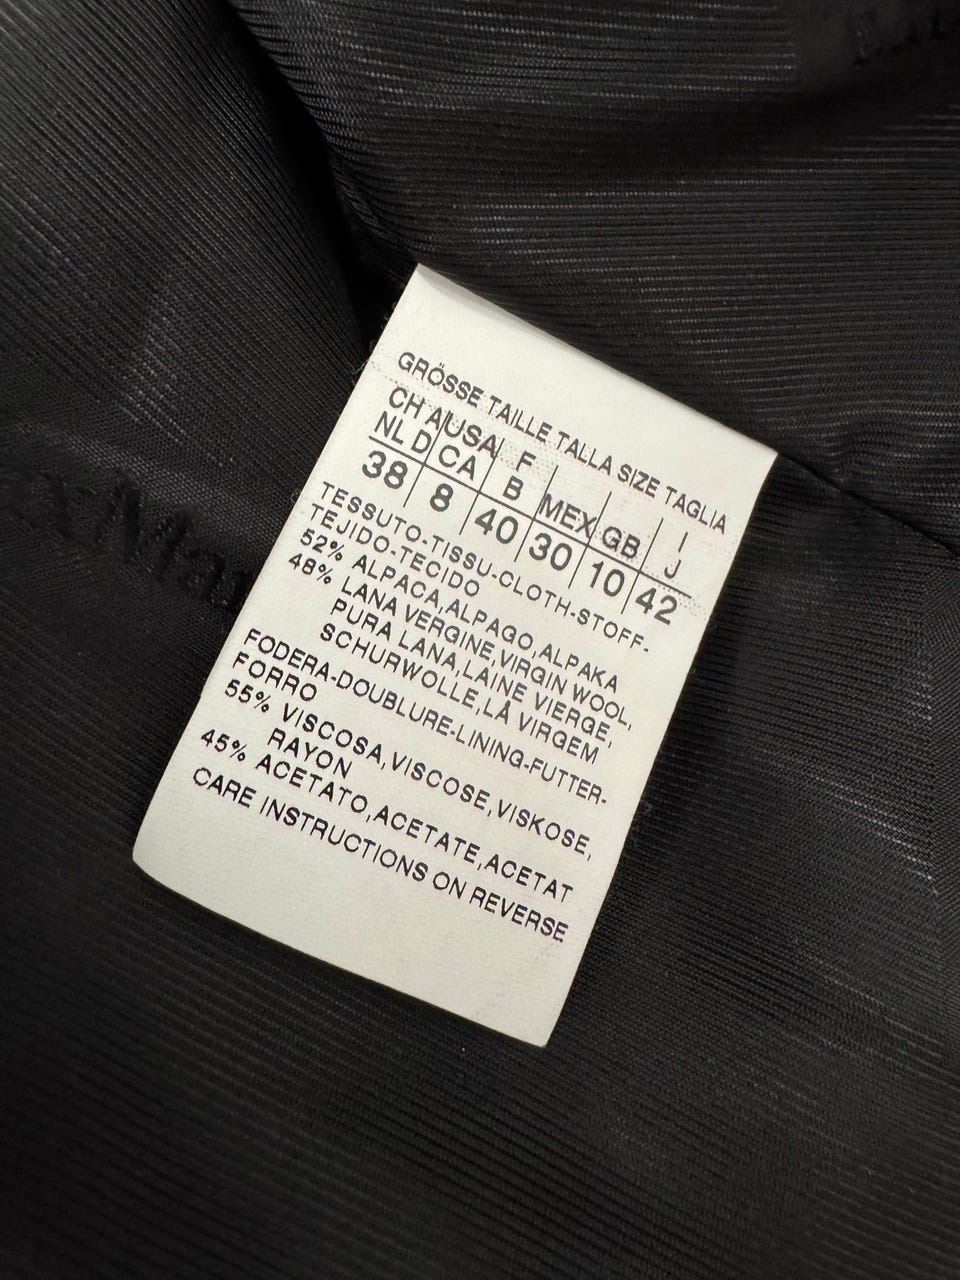 GRÖSSE TAILLE TALLA SIZE TAGLIA
CH A USA F MEX GB I
NL D CA B J
38 8 40 30 10 42
TESSUTO-TISSU-CLOTH-STOFF-
TEJIDO-TECIDO
52% ALPACA,ALPAGO,ALPAKA
48% LANA VERGINE,VIRGIN WOOL,
PURA LANA,LAINE VIERGE,
SCHURWOLLE,LÃ VIRGEM
FODERA-DOUBLURE-LINING-FUTTER-
FORRO
55% VISCOSA,VISCOSE,VISKOSE,
RAYON
45% ACETATO,ACETATE,ACETAT
CARE INSTRUCTIONS ON REVERSE